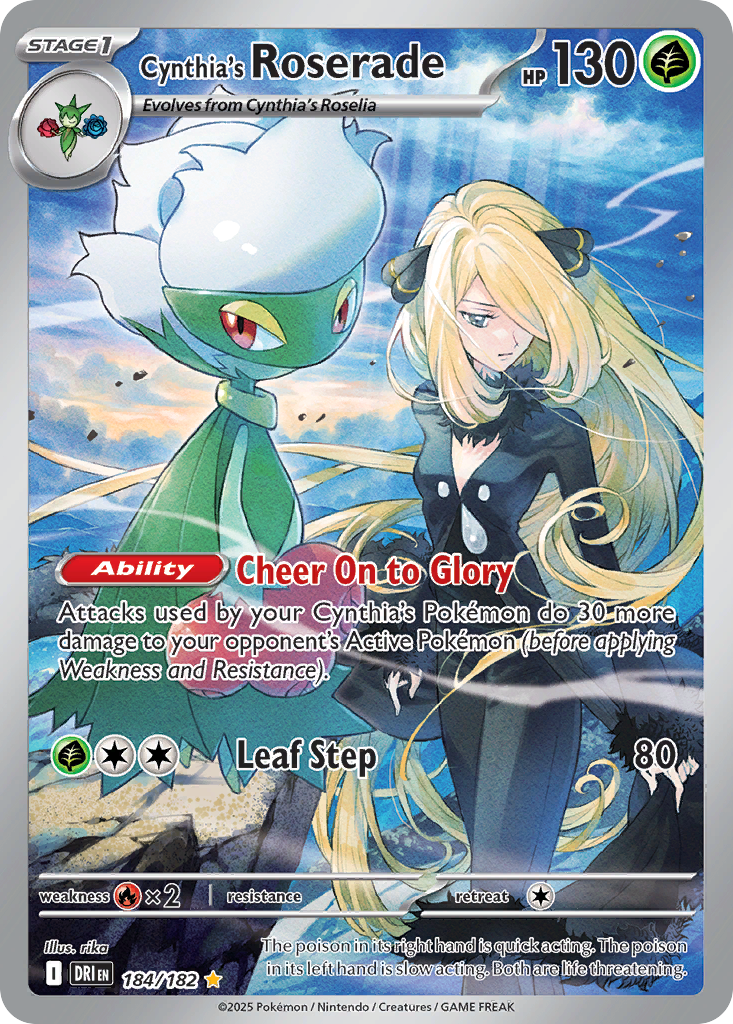 STAGE1
Cynthia's Roserade
HP 130
Evolves from Cynthia's Roselia
Ability Cheer On to Glory
Attacks used by your Cynthia's Pokémon do 30 more
damage to your opponent's Active Pokémon (before applying
Weakness and Resistance).
Leaf Step 80
weakness ×2 resistance retreat
Illus. rika
The poison in its right hand is quick acting. The poison
in its left hand is slow acting. Both are life threatening.
I DRI EN 184/182
©2025 Pokémon / Nintendo / Creatures / GAME FREAK